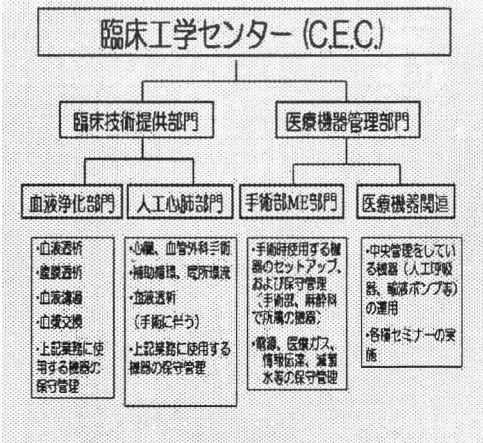 臨床工学センター(C.E.C.)
臨床技術提供部門
医療機器管理部門
血液浄化部門
人工心肺部門
手術部ME部門
医療機器関連
・血液透析
・腹膜透析
・血液濾過
・血漿交換
・上記業務に使
用する機器の
保守管理
・心臓、血管外科手術
・補助循環、局所環流
・血液透析
(手術に伴う)
・上記業務に使用する
機器の保守管理
・手術時使用する機
器のセットアップ、
および保守管理
(手術部、麻酔科
で所属の機器)
・電源、医療ガス、
情報伝達、滅菌
水等の保守管理
・中央管理をしてい
る機器(人工呼吸
器、輸液ポンプ等)
の運用
・各種セミナーの実
施